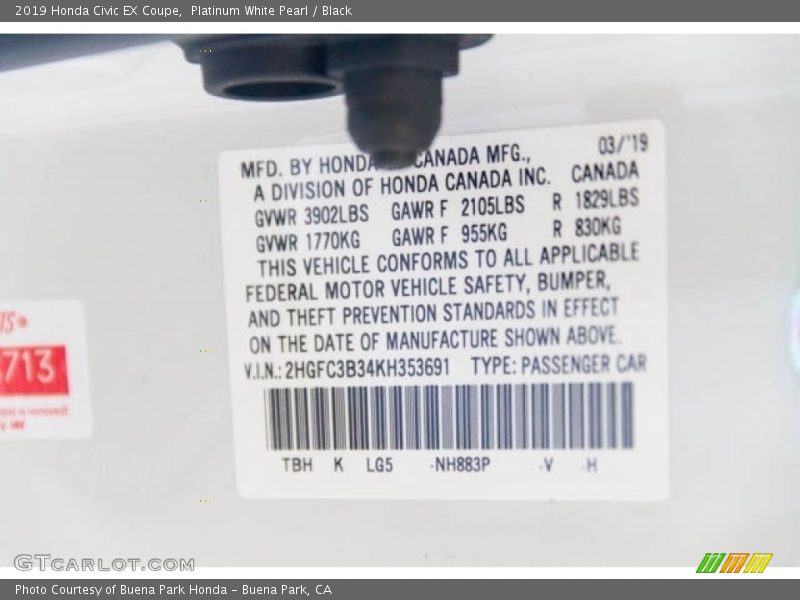 2019 Honda Civic EX Coupe, Platinum White Pearl / Black
MFD. BY HONDA CANADA MFG., 03/'19
A DIVISION OF HONDA CANADA INC. CANADA
GVWR 3902LBS GAWR F 2105LBS R 1829LBS
GVWR 1770KG GAWR F 955KG R 830KG
THIS VEHICLE CONFORMS TO ALL APPLICABLE
FEDERAL MOTOR VEHICLE SAFETY, BUMPER,
AND THEFT PREVENTION STANDARDS IN EFFECT
ON THE DATE OF MANUFACTURE SHOWN ABOVE.
V.I.N.: 2HGFC3B34KH353691 TYPE: PASSENGER CAR
TBH K LG5 -NH883P -V -H
713
is removed
GTCARLOT.COM
Photo Courtesy of Buena Park Honda – Buena Park, CA